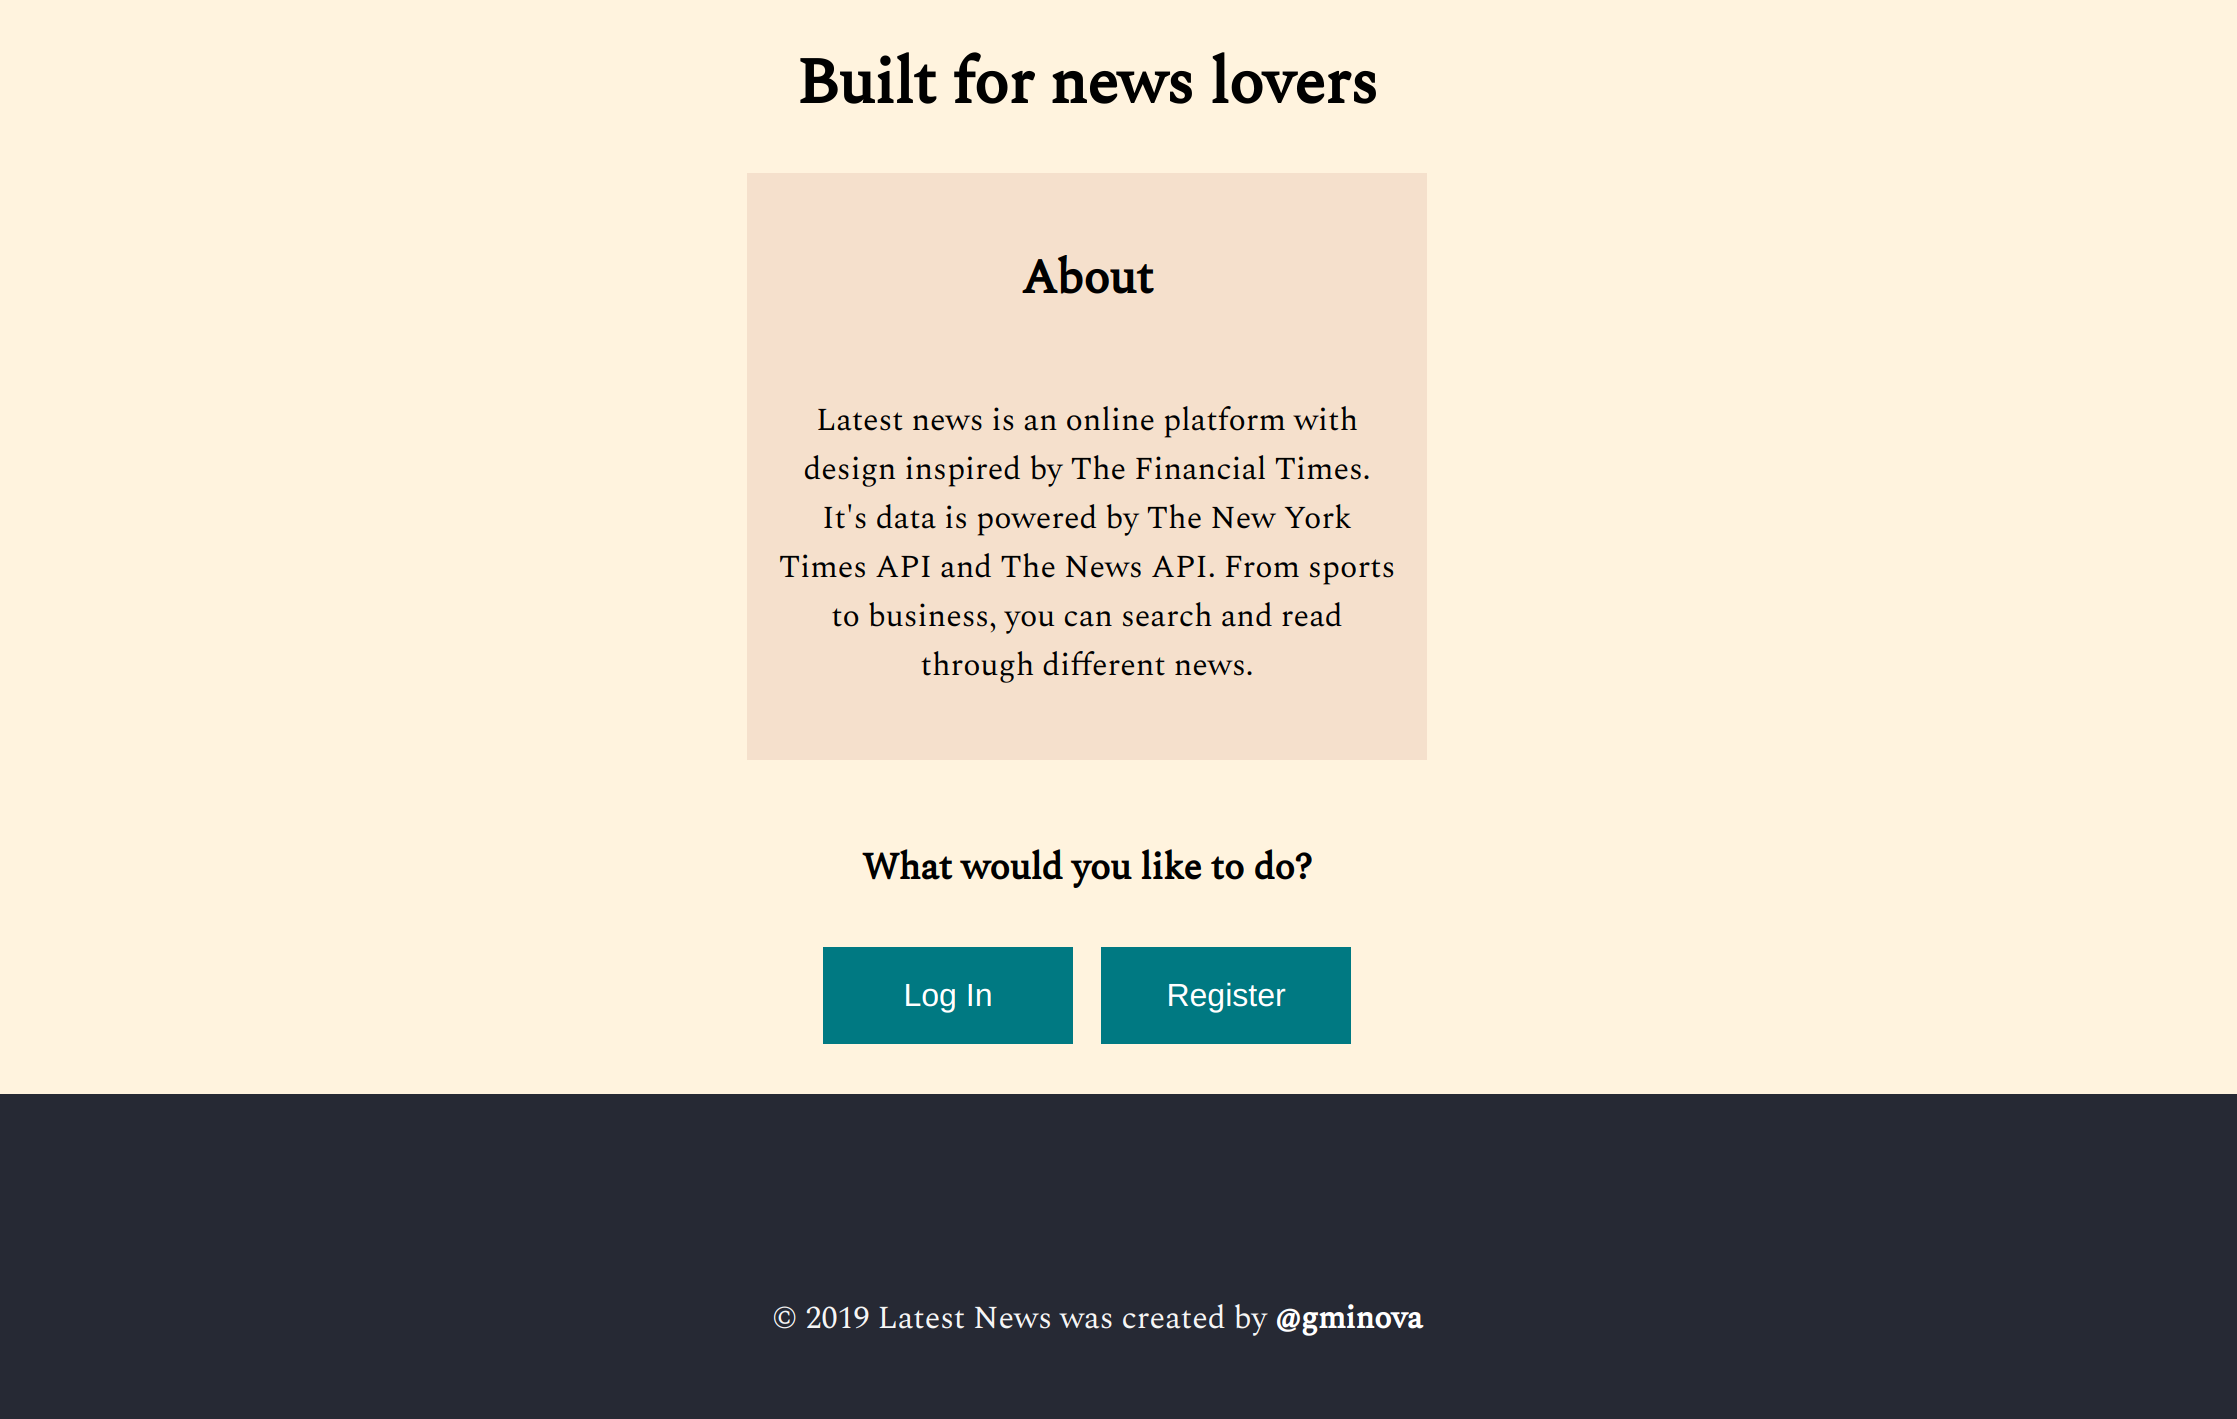 Built for news lovers
About
Latest news is an online platform with
design inspired by The Financial Times.
It's data is powered by The New York
Times API and The News API. From sports
to business, you can search and read
through different news.
What would you like to do?
Log In Register
© 2019 Latest News was created by @gminova